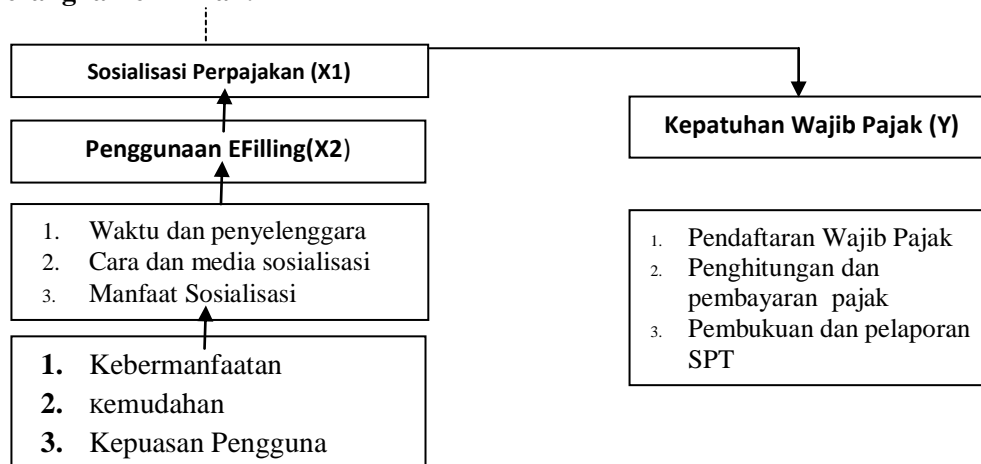 Sosialisasi Perpajakan (X1)
Penggunaan EFilling(X2)
1. Waktu dan penyelenggara
2. Cara dan media sosialisasi
3. Manfaat Sosialisasi
1. Kebermanfaatan
2. Kemudahan
3. Kepuasan Pengguna
Kepatuhan Wajib Pajak (Y)
1. Pendaftaran Wajib Pajak
2. Penghitungan dan
pembayaran pajak
3. Pembukuan dan pelaporan
SPT